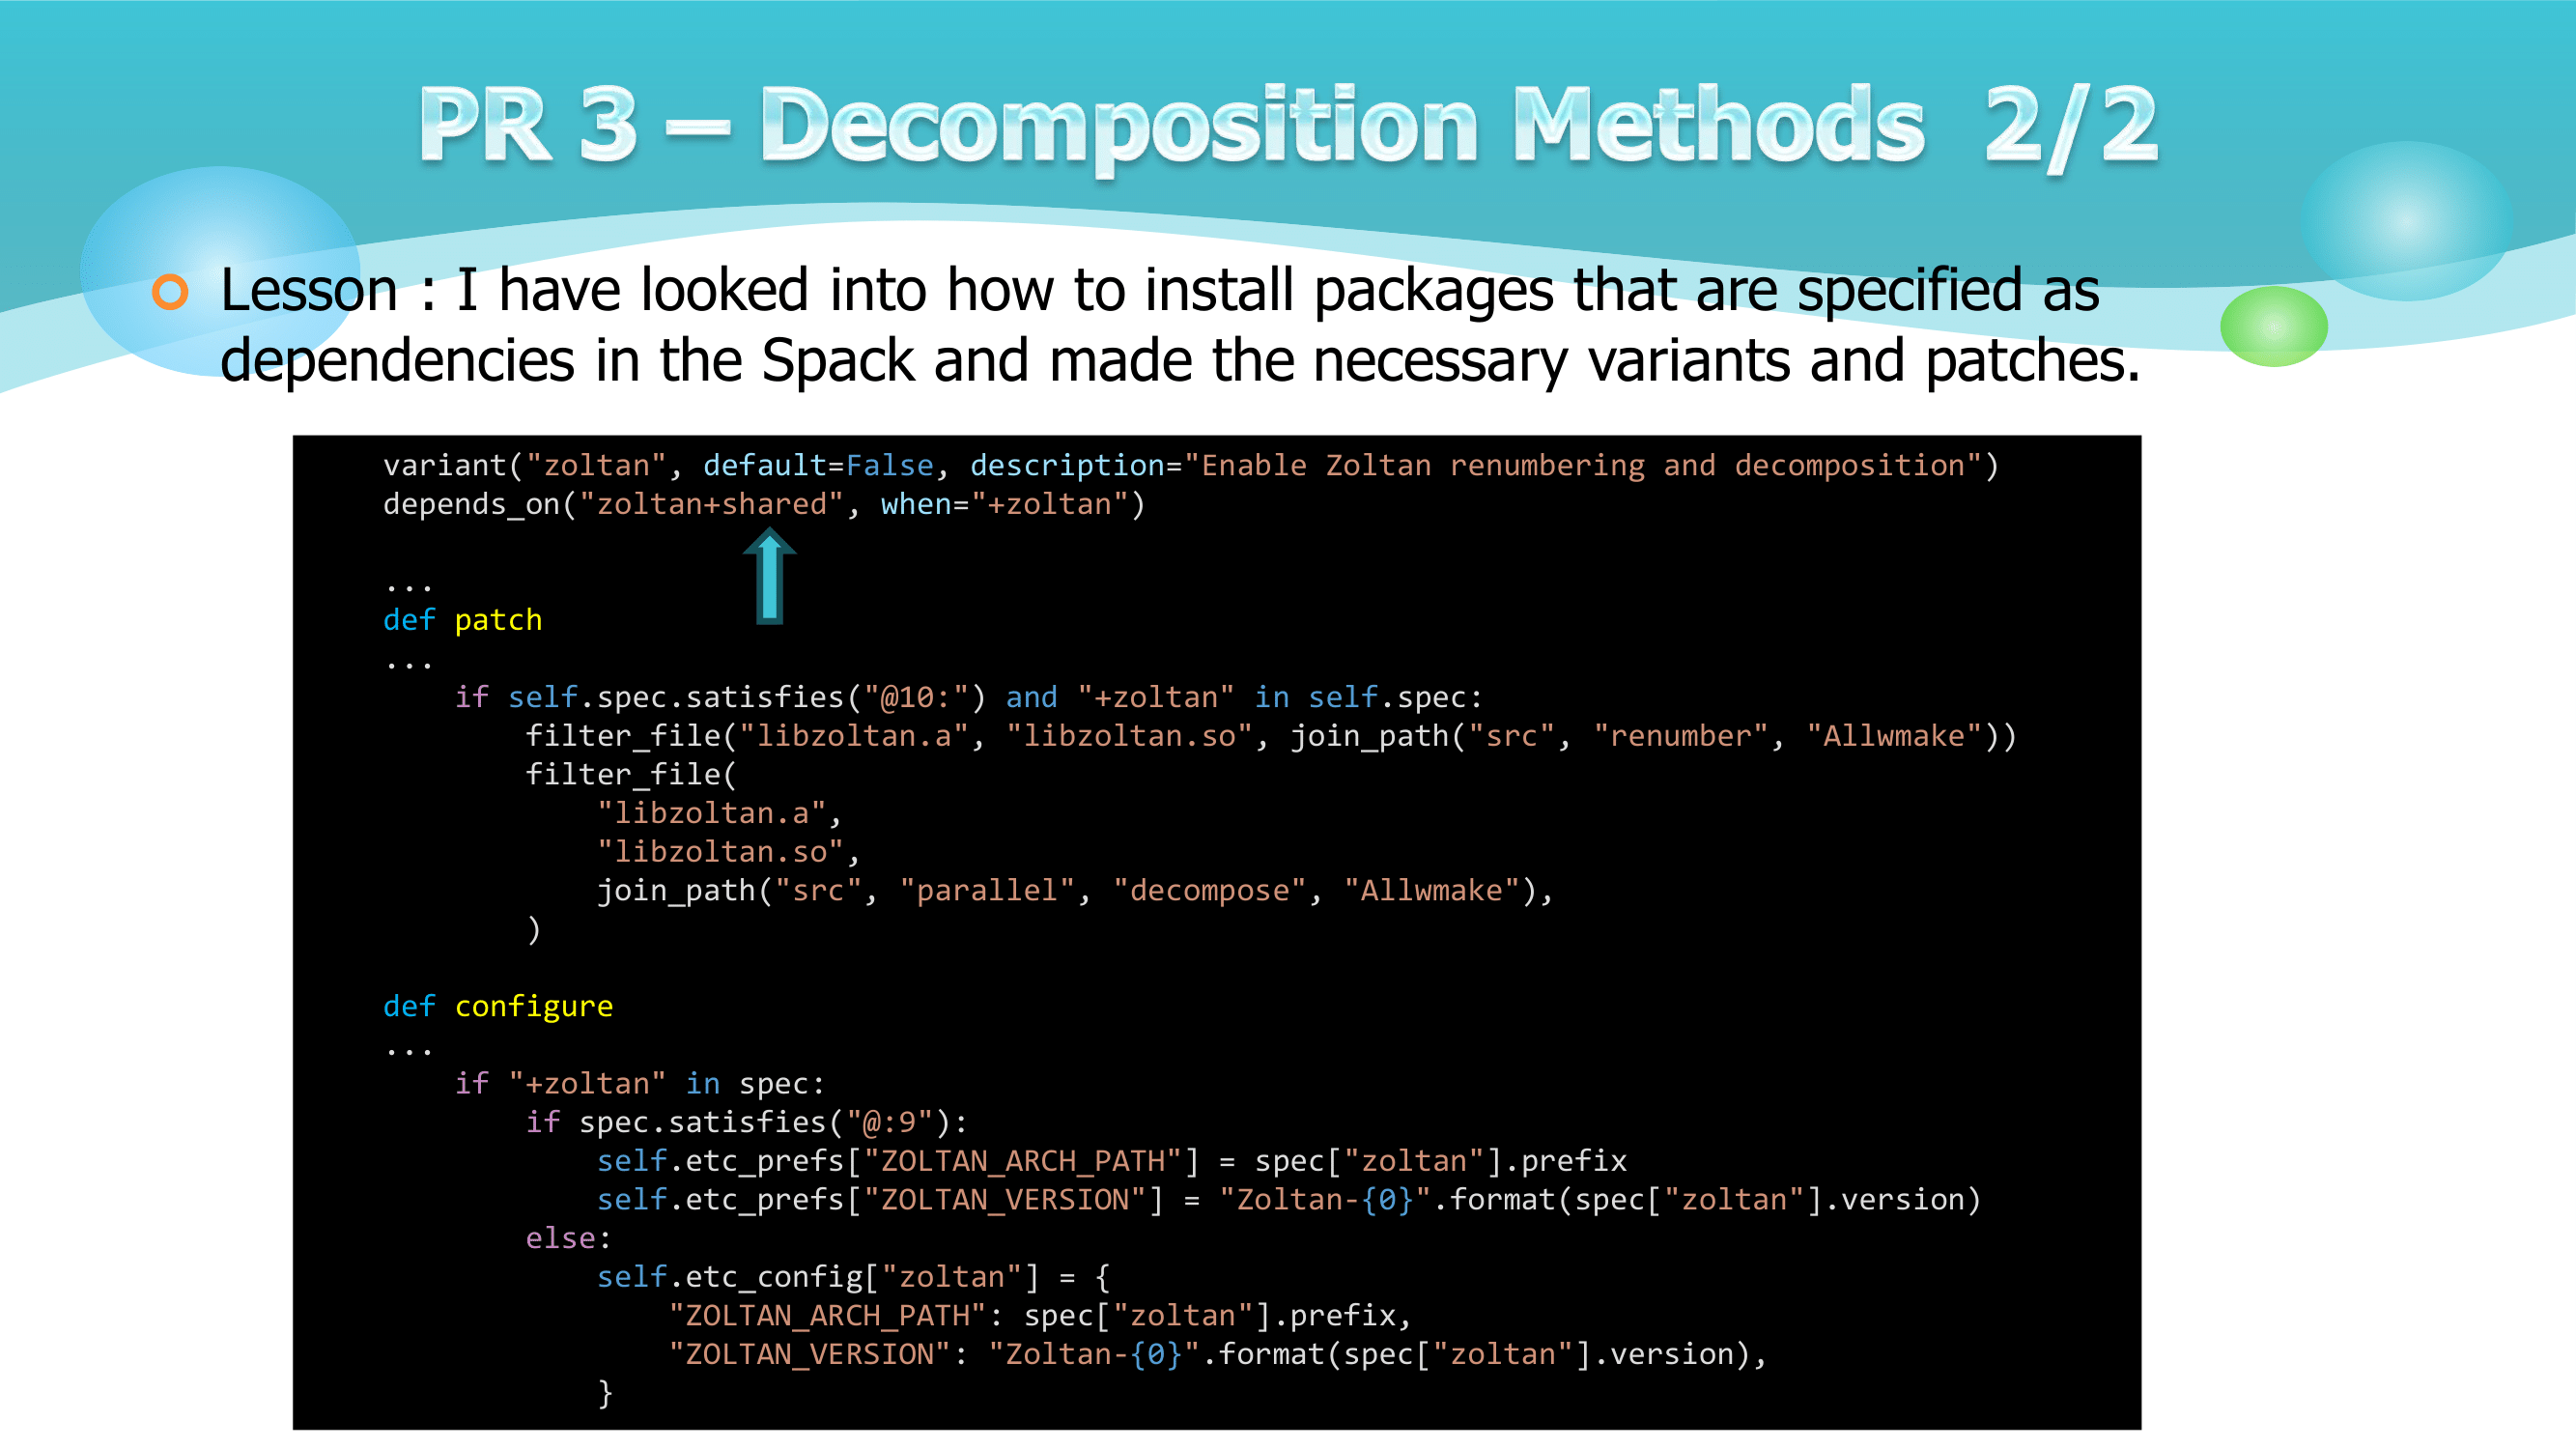 PR 3 – Decomposition Methods 2/2
Lesson : I have looked into how to install packages that are specified as
dependencies in the Spack and made the necessary variants and patches.
variant("zoltan", default=False, description="Enable Zoltan renumbering and decomposition")
depends_on("zoltan+shared", when="+zoltan")
...
def patch
...
if self.spec.satisfies("@10:") and "+zoltan" in self.spec:
filter_file("libzoltan.a", "libzoltan.so", join_path("src", "renumber", "Allwmake"))
filter_file(
"libzoltan.a",
"libzoltan.so",
join_path("src", "parallel", "decompose", "Allwmake"),
)
def configure
...
if "+zoltan" in spec:
if spec.satisfies("@:9"):
self.etc_prefs["ZOLTAN_ARCH_PATH"] = spec["zoltan"].prefix
self.etc_prefs["ZOLTAN_VERSION"] = "Zoltan-{0}".format(spec["zoltan"].version)
else:
self.etc_config["zoltan"] = {
"ZOLTAN_ARCH_PATH": spec["zoltan"].prefix,
"ZOLTAN_VERSION": "Zoltan-{0}".format(spec["zoltan"].version),
}